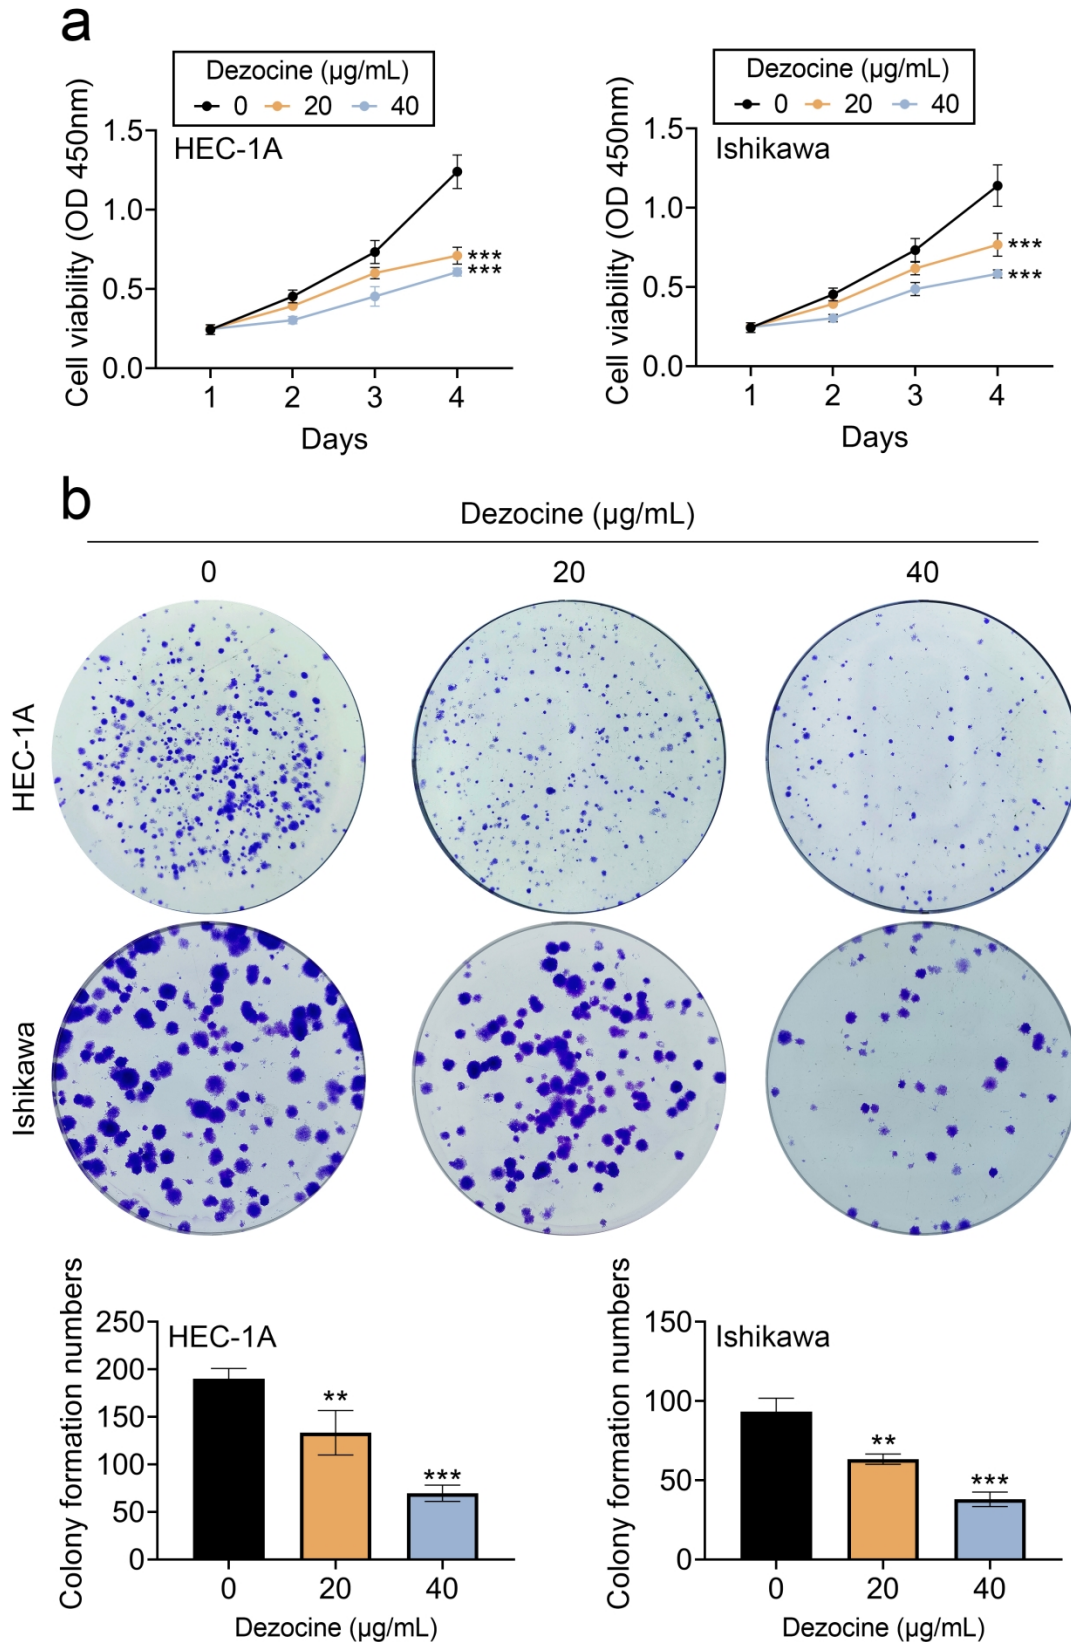 a
Dezocine (μg/mL)
0 20 40
HEC-1A
Cell viability (OD 450nm)
1.5
1.0
0.5
0.0
1 2 3 4
Days
Dezocine (μg/mL)
0 20 40
Ishikawa
Cell viability (OD 450nm)
1.5
1.0
0.5
0.0
***
***
***
***
1 2 3 4
Days
b
Dezocine (μg/mL)
0 20 40
HEC-1A
Ishikawa
Colony formation numbers
250
200
150
100
50
0
HEC-1A
**
***
0 20 40
Dezocine (μg/mL)
Colony formation numbers
150
100
50
0
Ishikawa
**
***
0 20 40
Dezocine (μg/mL)